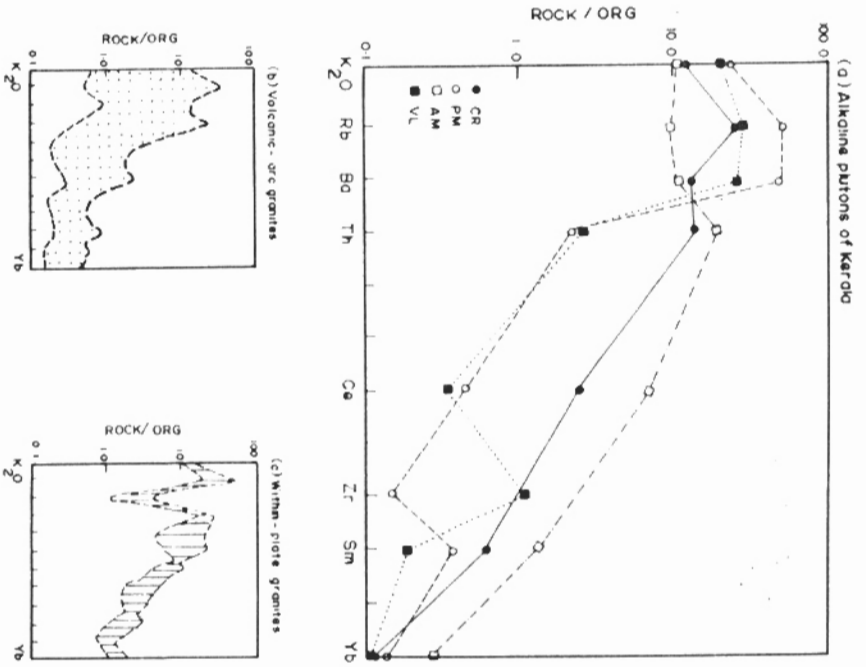 (a) Alkaline plutons of Kerala
ROCK / ORG
100.0
10.0
1.0
0.1
K2O
Rb
Ba
Th
Ce
Zr
Sm
Yb
CR
PM
AM
VL
(b) Volcanic-arc granites
ROCK/ORG
K2O
Yb
(c) Within-plate granites
ROCK/ORG
K2O
Yb